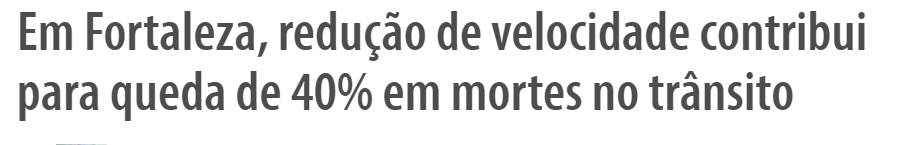 Em Fortaleza, redução de velocidade contribui
para queda de 40% em mortes no trânsito